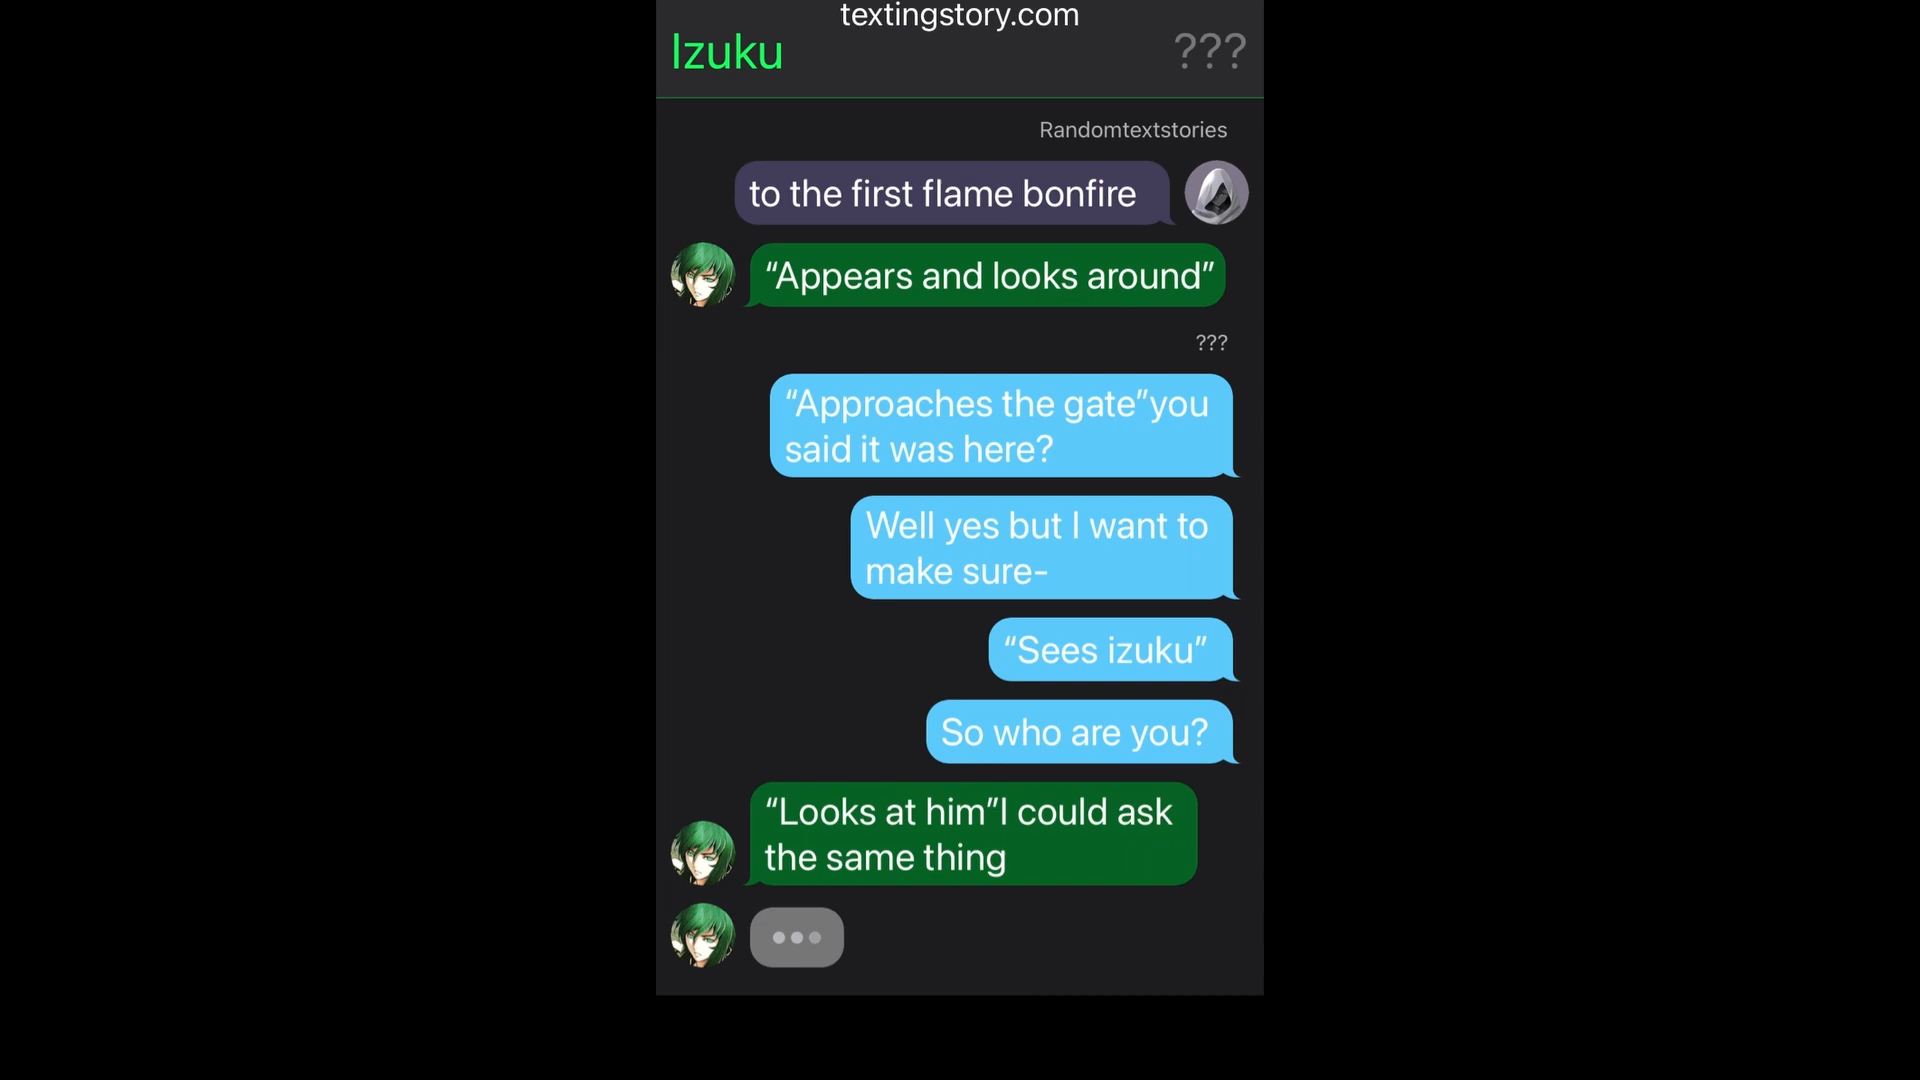 textingstory.com
Izuku
???
Randomtextstories
to the first flame bonfire
“Appears and looks around”
???
“Approaches the gate”you
said it was here?
Well yes but I want to
make sure-
“Sees izuku”
So who are you?
“Looks at him”I could ask
the same thing